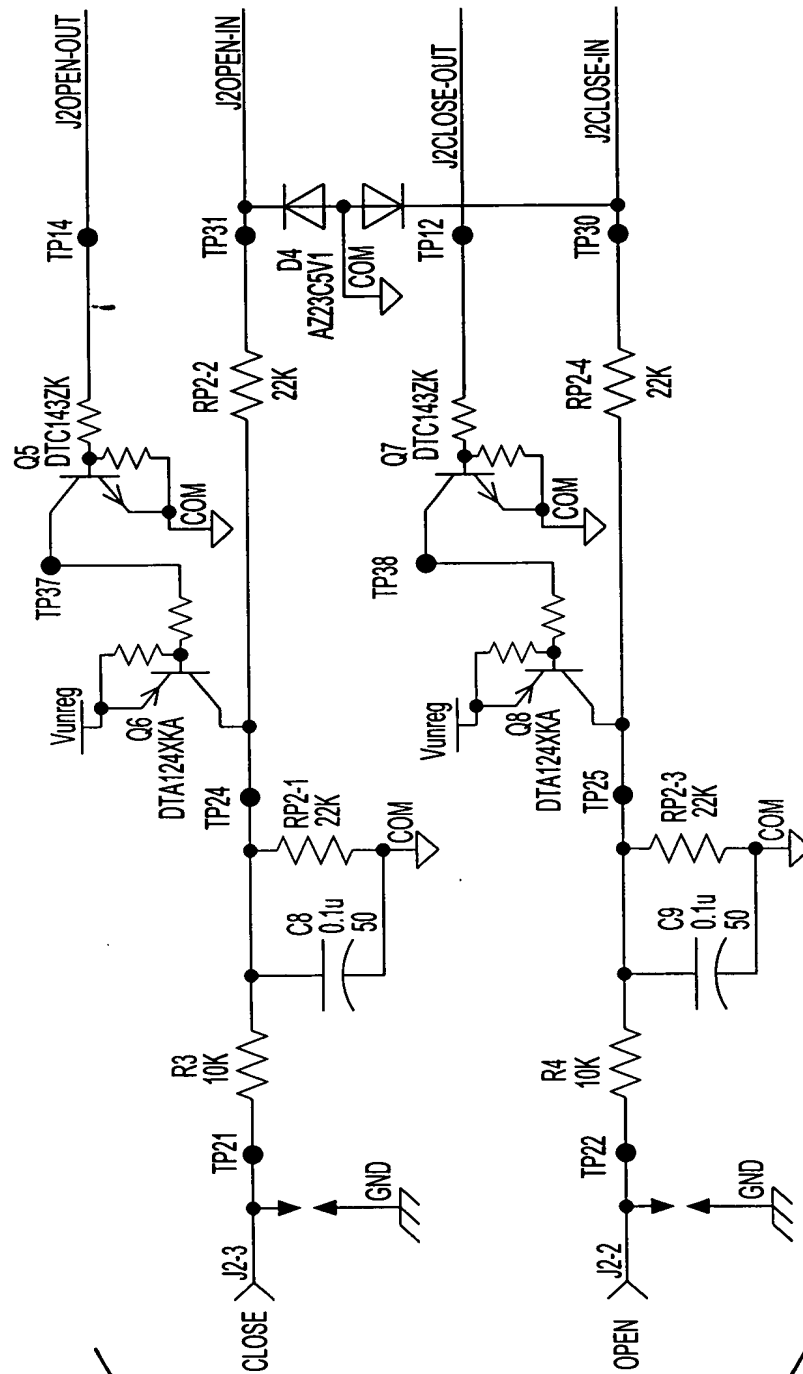 CLOSE
J2-3
GND
TP21
R3
10K
C8
0.1u
50
RP2-1
22K
COM
TP24
Vunreg
Q6
DTA124XKA
TP37
Q5
DTC143ZK
COM
TP14
J2OPEN-OUT
RP2-2
22K
TP31
J2OPEN-IN
D4
AZ23C5V1
COM
OPEN
J2-2
GND
TP22
R4
10K
C9
0.1u
50
RP2-3
22K
COM
TP25
Vunreg
Q8
DTA124XKA
TP38
Q7
DTC143ZK
COM
TP12
J2CLOSE-OUT
RP2-4
22K
TP30
J2CLOSE-IN